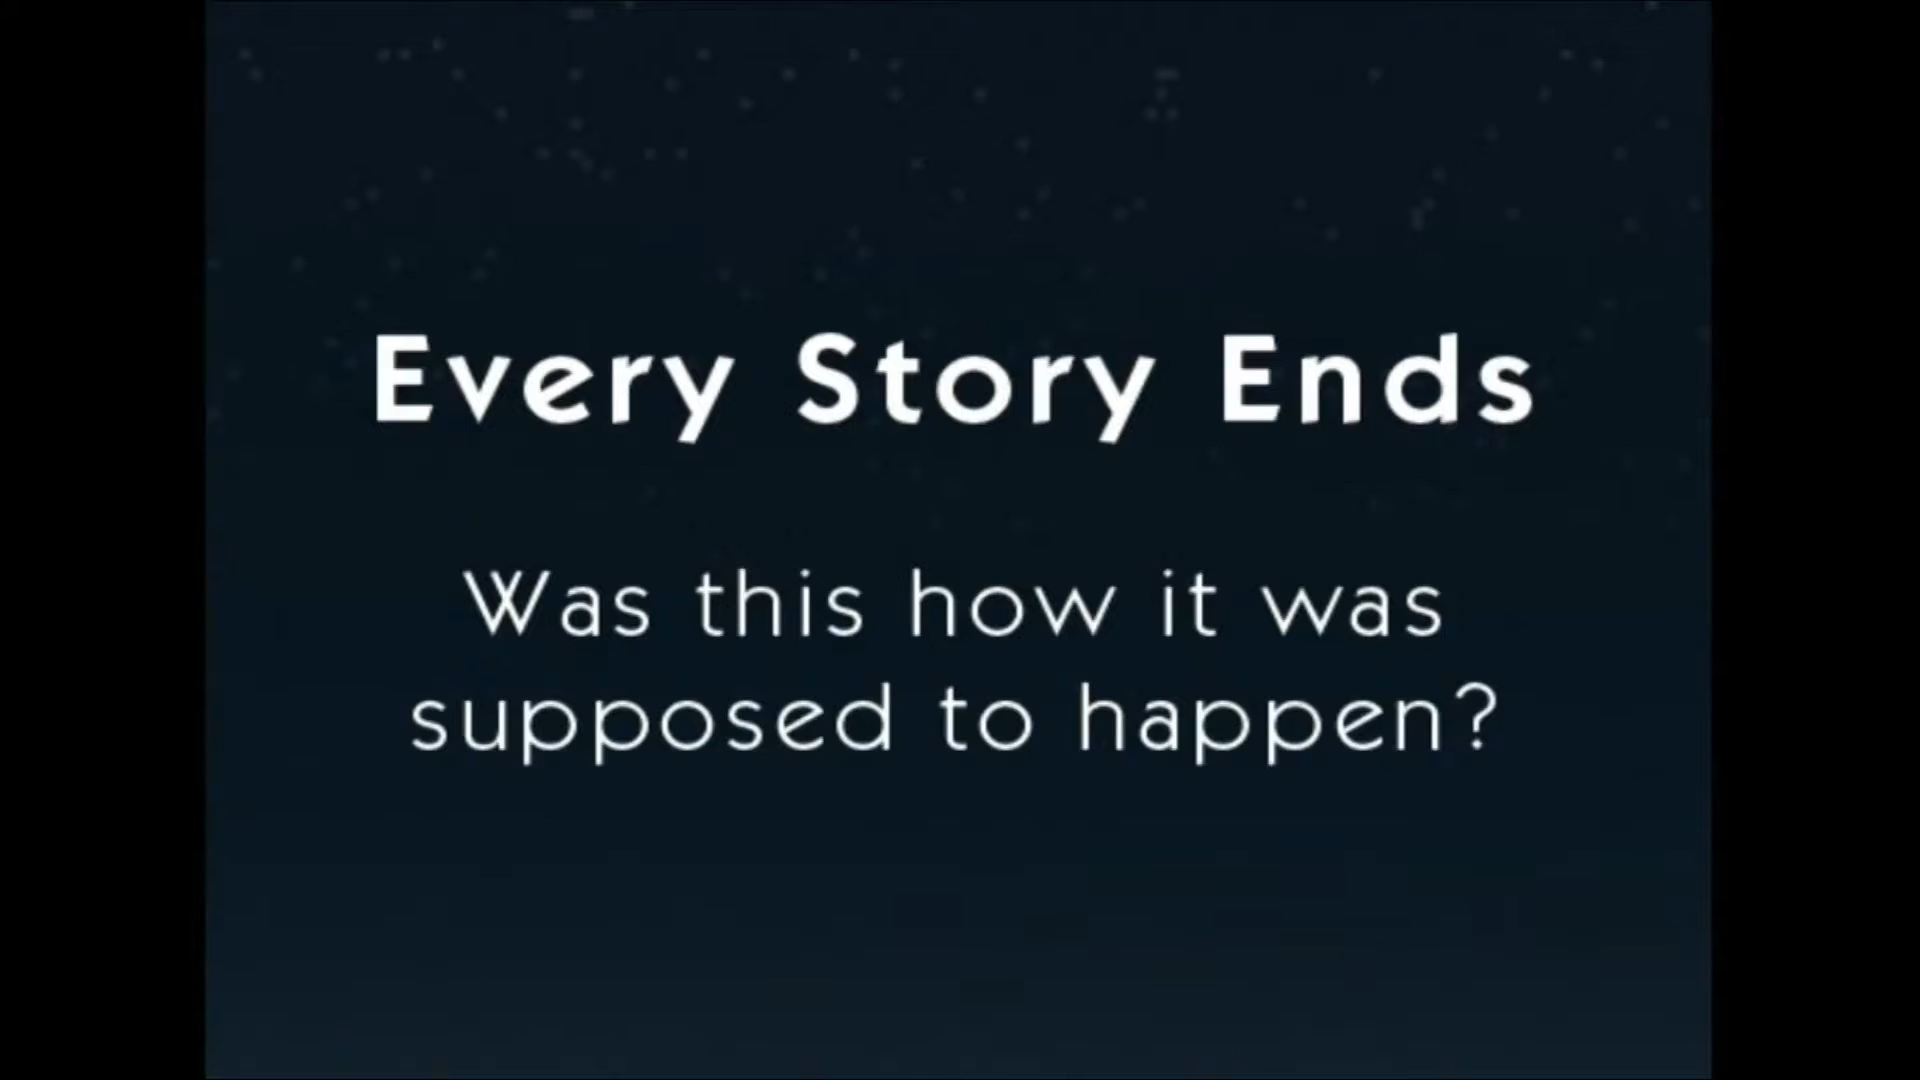 Every Story Ends
Was this how it was
supposed to happen?